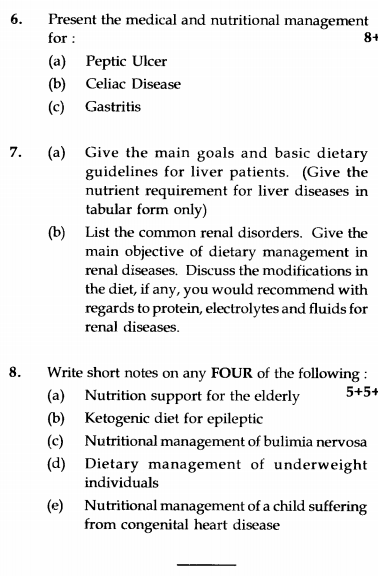 6. Present the medical and nutritional management
for : 8+
(a) Peptic Ulcer
(b) Celiac Disease
(c) Gastritis
7. (a) Give the main goals and basic dietary
guidelines for liver patients. (Give the
nutrient requirement for liver diseases in
tabular form only)
(b) List the common renal disorders. Give the
main objective of dietary management in
renal diseases. Discuss the modifications in
the diet, if any, you would recommend with
regards to protein, electrolytes and fluids for
renal diseases.
8. Write short notes on any FOUR of the following :
(a) Nutrition support for the elderly 5+5+
(b) Ketogenic diet for epileptic
(c) Nutritional management of bulimia nervosa
(d) Dietary management of underweight
individuals
(e) Nutritional management of a child suffering
from congenital heart disease